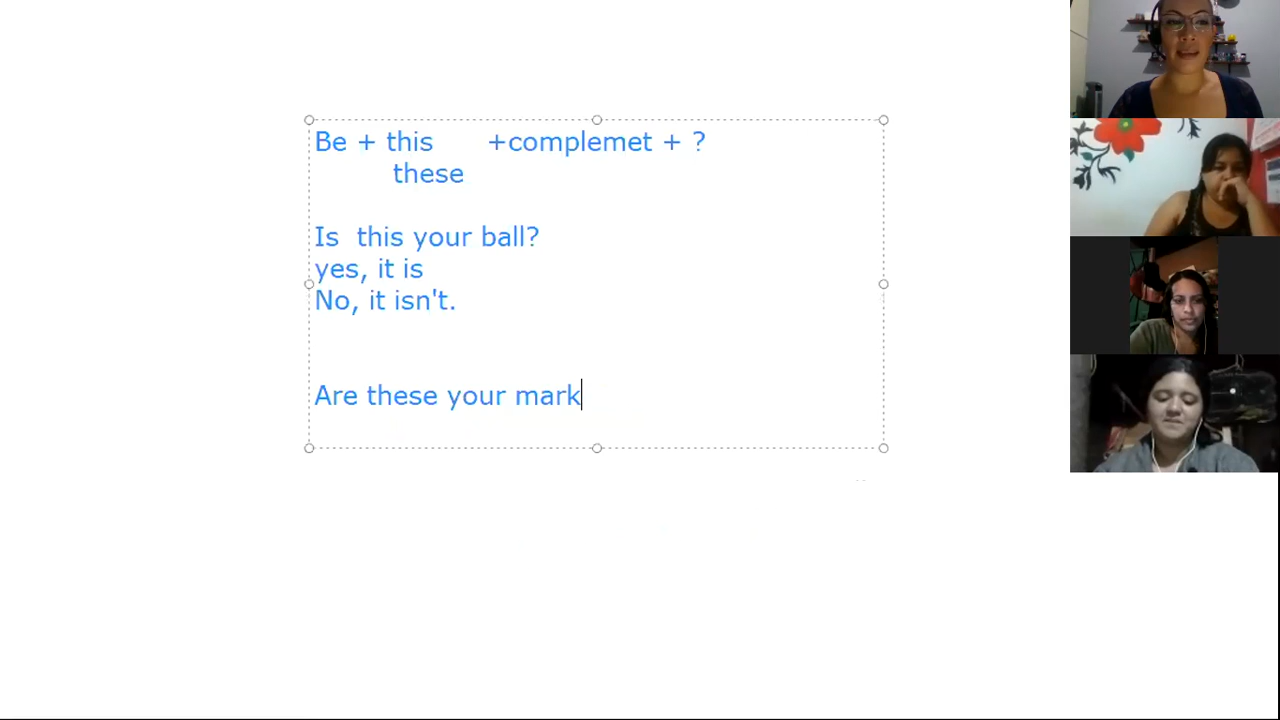 Be + this +complemet + ?
these
Is this your ball?
yes, it is
No, it isn't.
Are these your mark